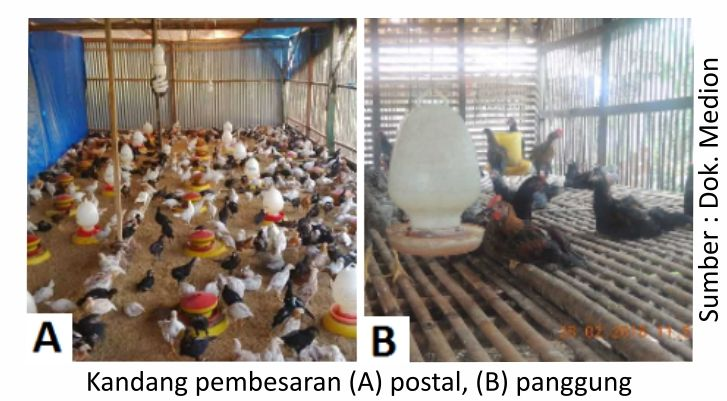 A
B
Sumber : Dok. Medion
Kandang pembesaran (A) postal, (B) panggung